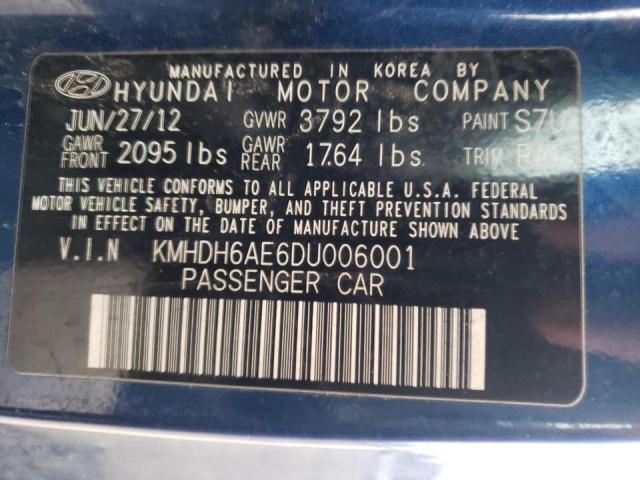 MANUFACTURED IN KOREA BY
HYUNDAI MOTOR COMPANY
JUN/27/12 GVWR 3792 lbs PAINT S7U
GAWR FRONT 2095 lbs GAWR REAR 1764 lbs. TRIM
THIS VEHICLE CONFORMS TO ALL APPLICABLE U.S.A. FEDERAL
MOTOR VEHICLE SAFETY, BUMPER, AND THEFT PREVENTION STANDARDS
IN EFFECT ON THE DATE OF MANUFACTURE SHOWN ABOVE
V.I.N KMHDH6AE6DU006001
PASSENGER CAR